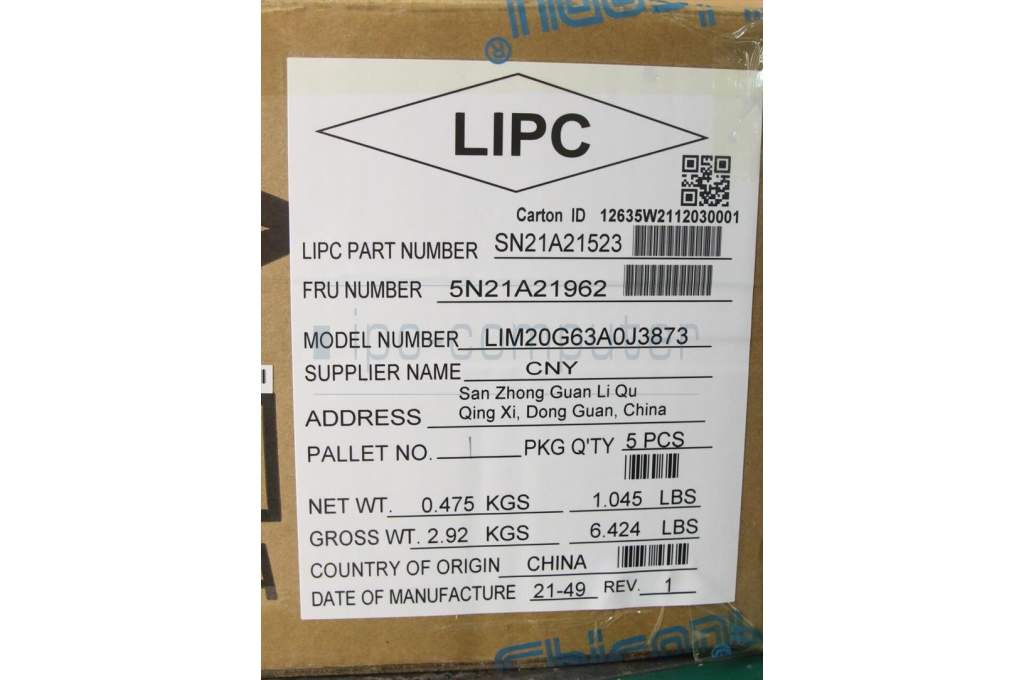 ®
LIPC
Carton ID 12635W2112030001
LIPC PART NUMBER SN21A21523
FRU NUMBER 5N21A21962
ipc computer
MODEL NUMBER LIM20G63A0J3873
SUPPLIER NAME CNY
San Zhong Guan Li Qu
ADDRESS Qing Xi, Dong Guan, China
PALLET NO. 1 PKG Q'TY 5 PCS
NET WT. 0.475 KGS 1.045 LBS
GROSS WT. 2.92 KGS 6.424 LBS
COUNTRY OF ORIGIN CHINA
DATE OF MANUFACTURE 21-49 REV. 1
Chicony
®